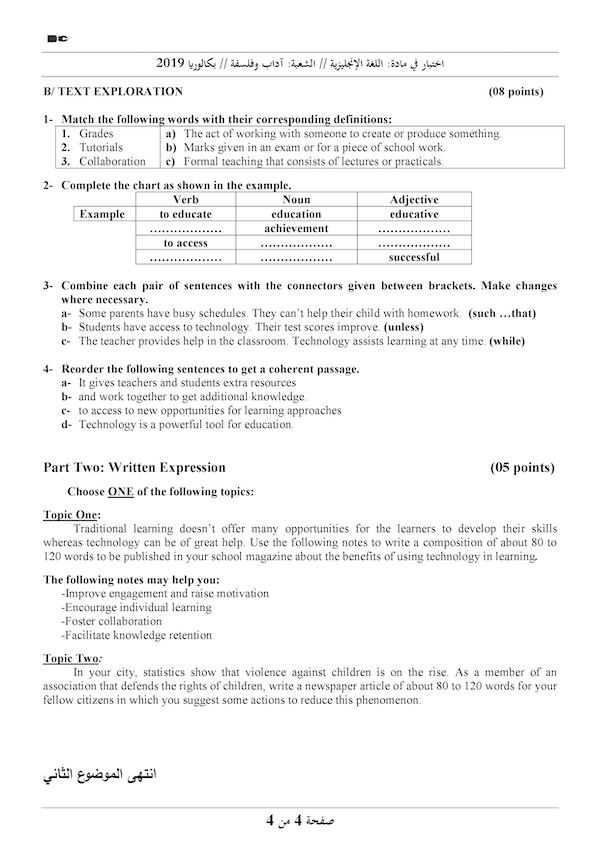 اختبار في مادة: اللغة الإنجليزية // الشعبة: آداب وفلسفة // بكالوريا 2019
B/ TEXT EXPLORATION (08 points)
1- Match the following words with their corresponding definitions:
1. Grades a) The act of working with someone to create or produce something.
2. Tutorials b) Marks given in an exam or for a piece of school work.
3. Collaboration c) Formal teaching that consists of lectures or practicals.
2- Complete the chart as shown in the example.
Verb Noun Adjective
Example to educate education educative
……………… achievement ………………
to access ……………… ………………
……………… ……………… successful
3- Combine each pair of sentences with the connectors given between brackets. Make changes
where necessary.
a- Some parents have busy schedules. They can't help their child with homework. (such …that)
b- Students have access to technology. Their test scores improve. (unless)
c- The teacher provides help in the classroom. Technology assists learning at any time. (while)
4- Reorder the following sentences to get a coherent passage.
a- It gives teachers and students extra resources
b- and work together to get additional knowledge.
c- to access to new opportunities for learning approaches
d- Technology is a powerful tool for education.
Part Two: Written Expression (05 points)
Choose ONE of the following topics:
Topic One:
Traditional learning doesn't offer many opportunities for the learners to develop their skills
whereas technology can be of great help. Use the following notes to write a composition of about 80 to
120 words to be published in your school magazine about the benefits of using technology in learning.
The following notes may help you:
-Improve engagement and raise motivation
-Encourage individual learning
-Foster collaboration
-Facilitate knowledge retention
Topic Two:
In your city, statistics show that violence against children is on the rise. As a member of an
association that defends the rights of children, write a newspaper article of about 80 to 120 words for your
fellow citizens in which you suggest some actions to reduce this phenomenon.
انتهى الموضوع الثاني
صفحة 4 من 4